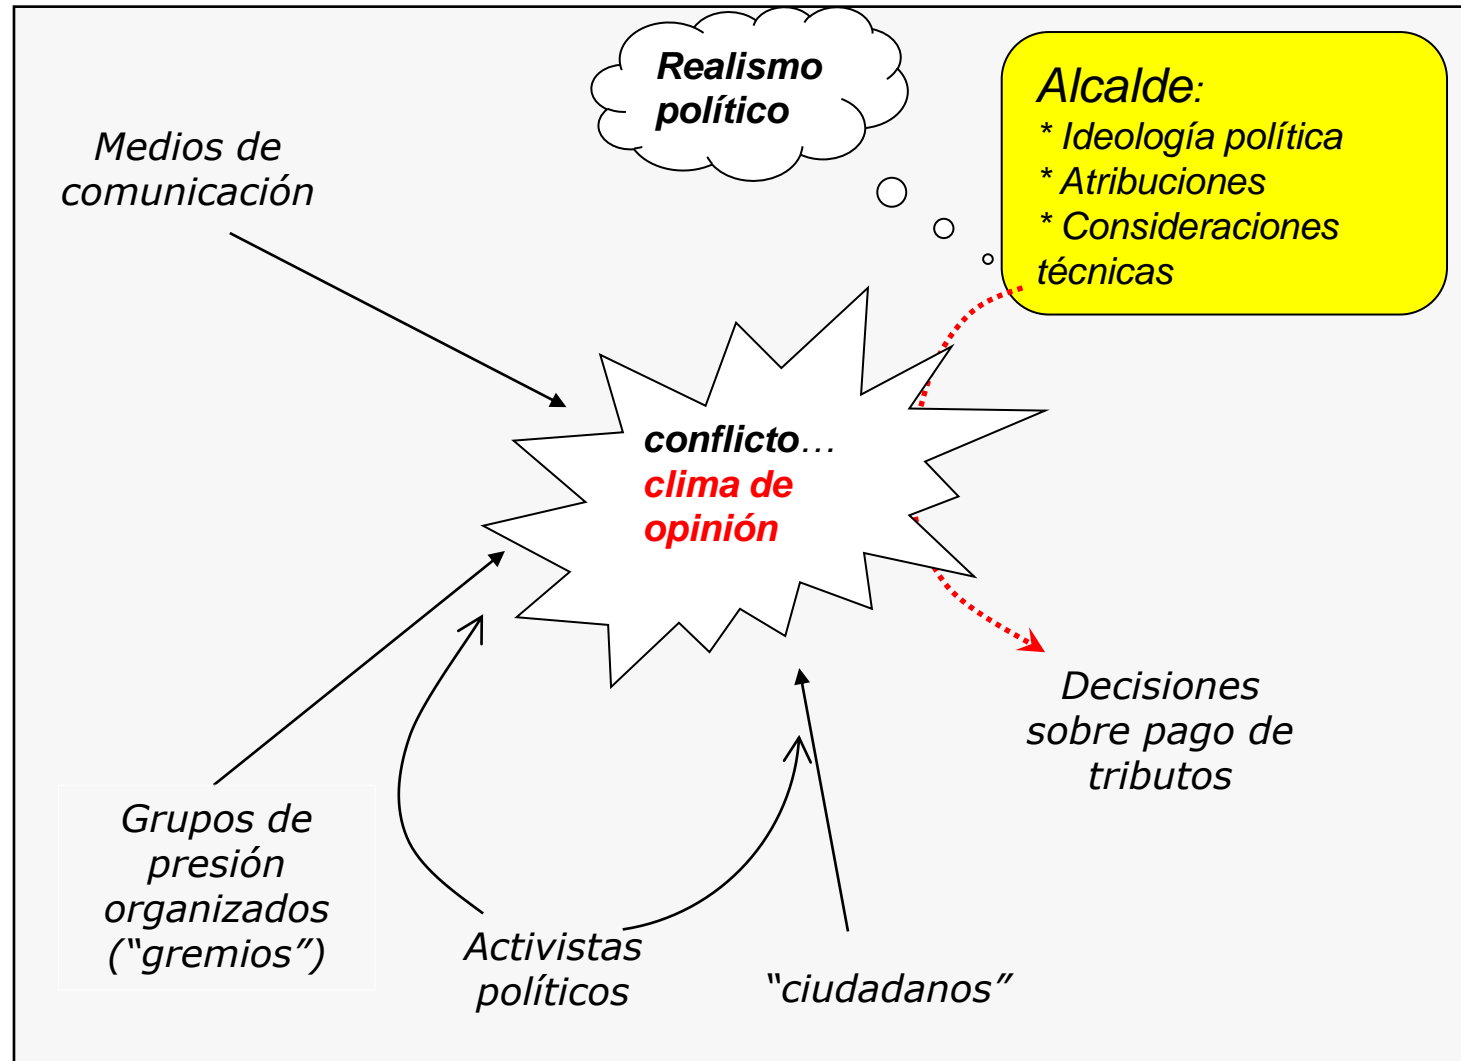 Realismo
político
Alcalde:
* Ideología política
* Atribuciones
* Consideraciones
técnicas
Medios de
comunicación
conflicto…
clima de
opinión
Decisiones
sobre pago de
tributos
Grupos de
presión
organizados
(“gremios”)
Activistas
políticos
“ciudadanos”